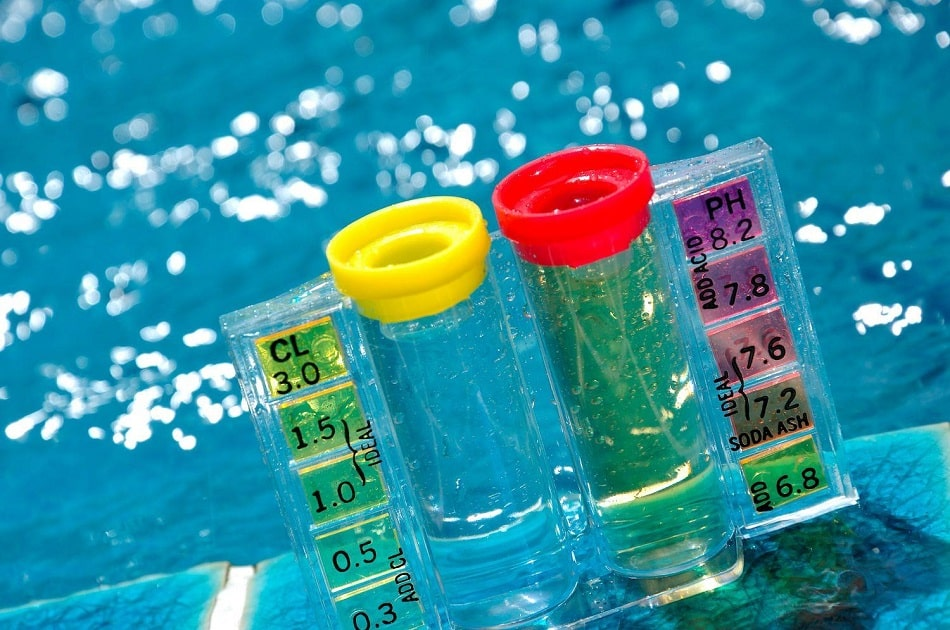 CL
3.0
1.5
1.0
IDEAL
0.5
0.3
ADD CL
PH
8.2
7.8
ADD ACID
7.6
7.2
IDEAL
SODA ASH
6.8
ADD